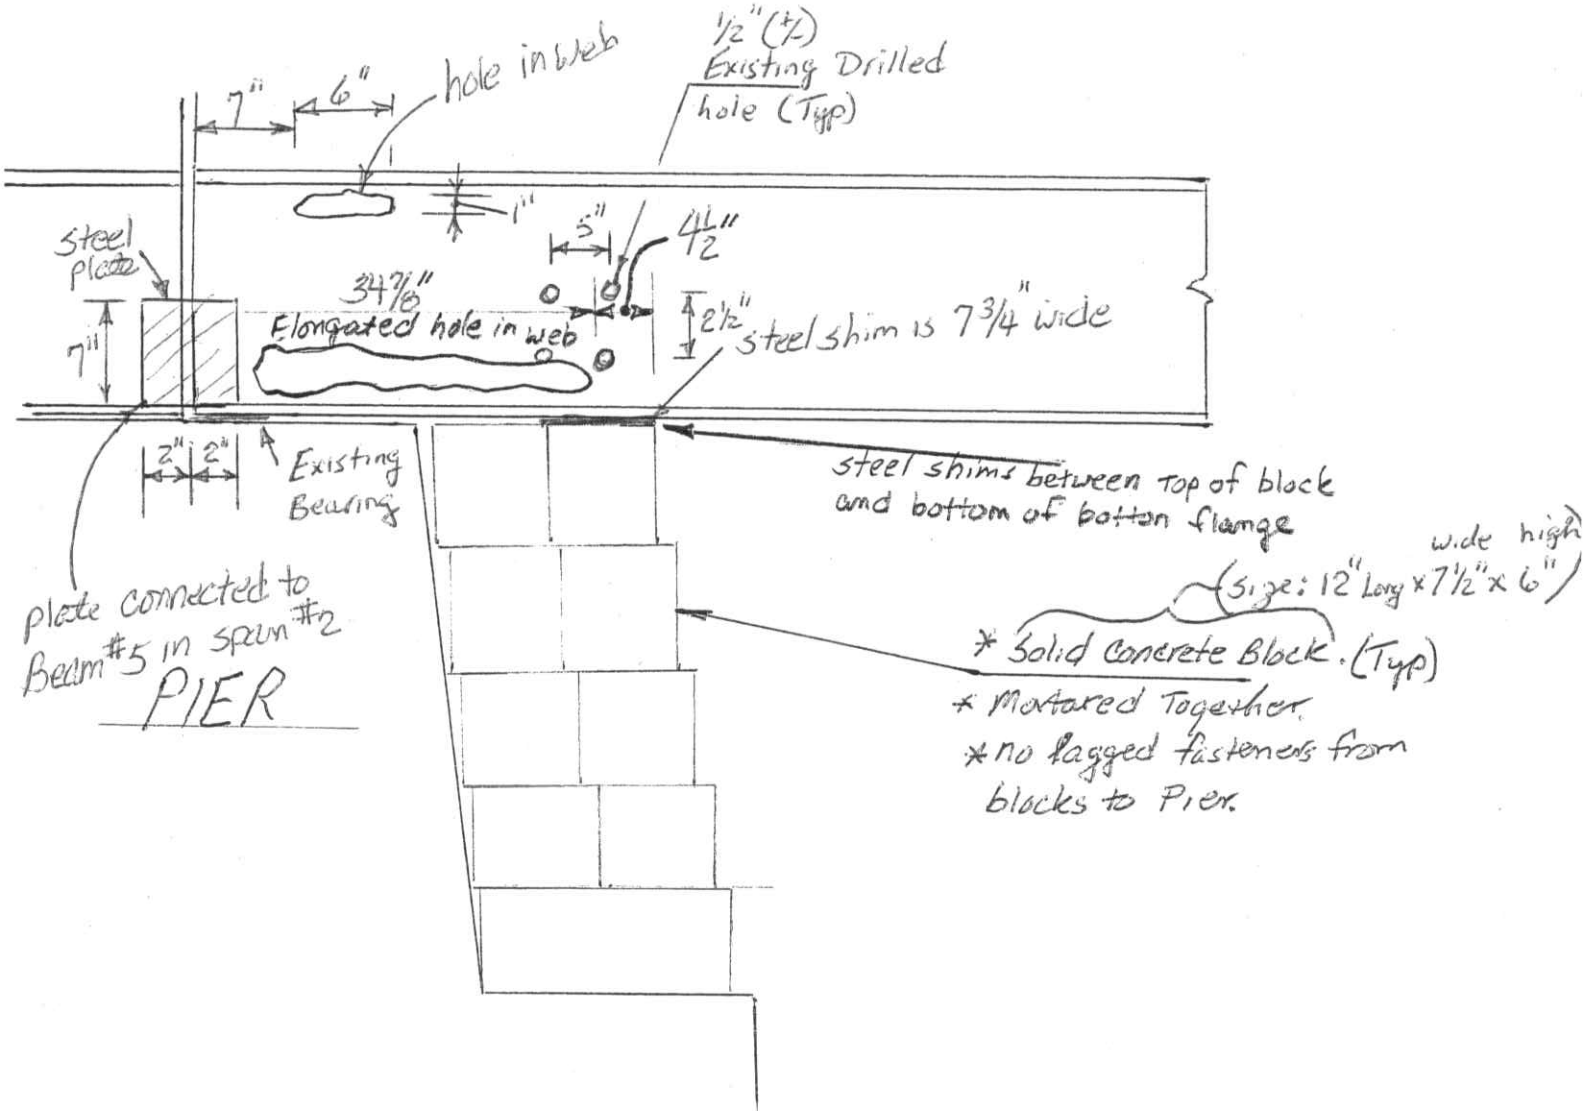 1/2" (+/-)
Existing Drilled
hole (Typ)
hole in web
7"
6"
1"
5"
4 1/2"
steel
plate
34 7/8"
Elongated hole in web
2 1/2"
steel shim is 7 3/4" wide
7"
2" 2"
Existing
Bearing
steel shims between Top of block
and bottom of bottom flange
plate connected to
Beam #5 in span #2
PIER
wide high
(size: 12" Long x 7 1/2" x 6")
* Solid Concrete Block. (Typ)
* Mortared Together.
* no lagged fasteners from
blocks to Pier.